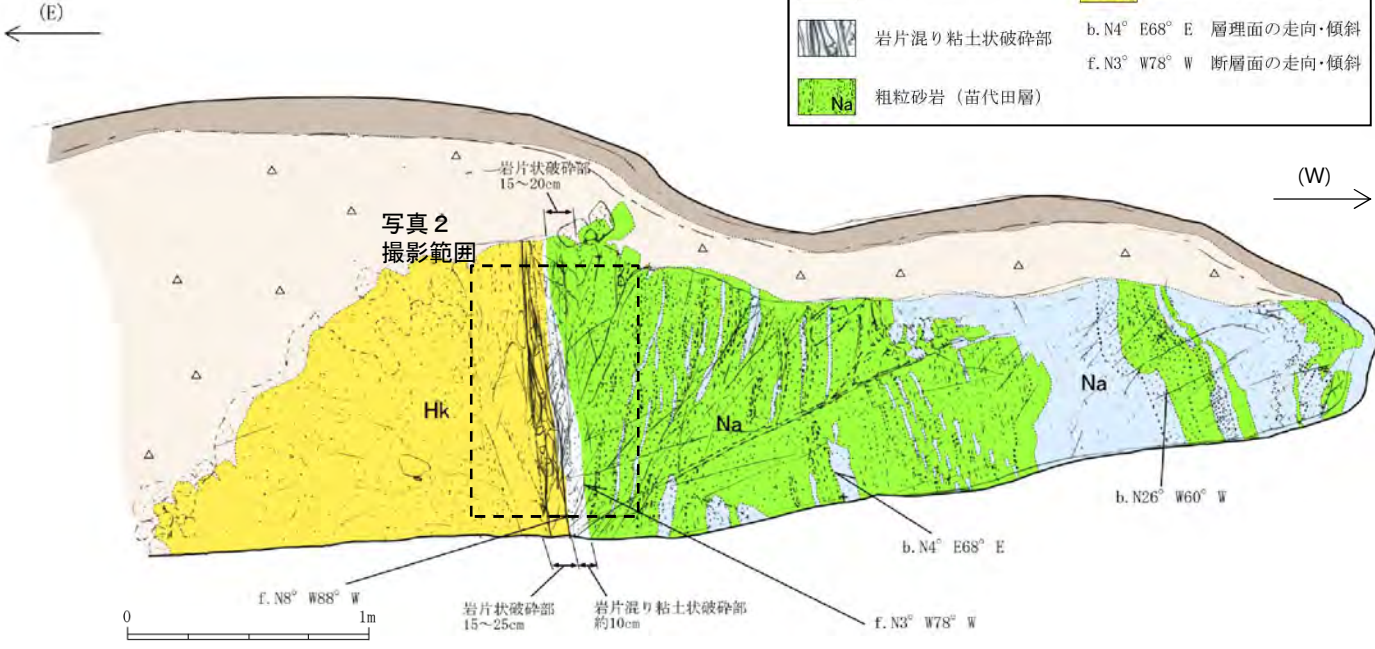 (E)
岩片混り粘土状破砕部
b.N4° E68° E 層理面の走向・傾斜
f.N3° W78° W 断層面の走向・傾斜
Na
粗粒砂岩 (苗代田層)
(W)
岩片状破砕部
15～20cm
写真2
撮影範囲
Hk
Na
Na
b.N26° W60° W
b.N4° E68° E
f.N8° W88° W
岩片状破砕部
15～25cm
岩片混り粘土状破砕部
約10cm
f.N3° W78° W
0
1m